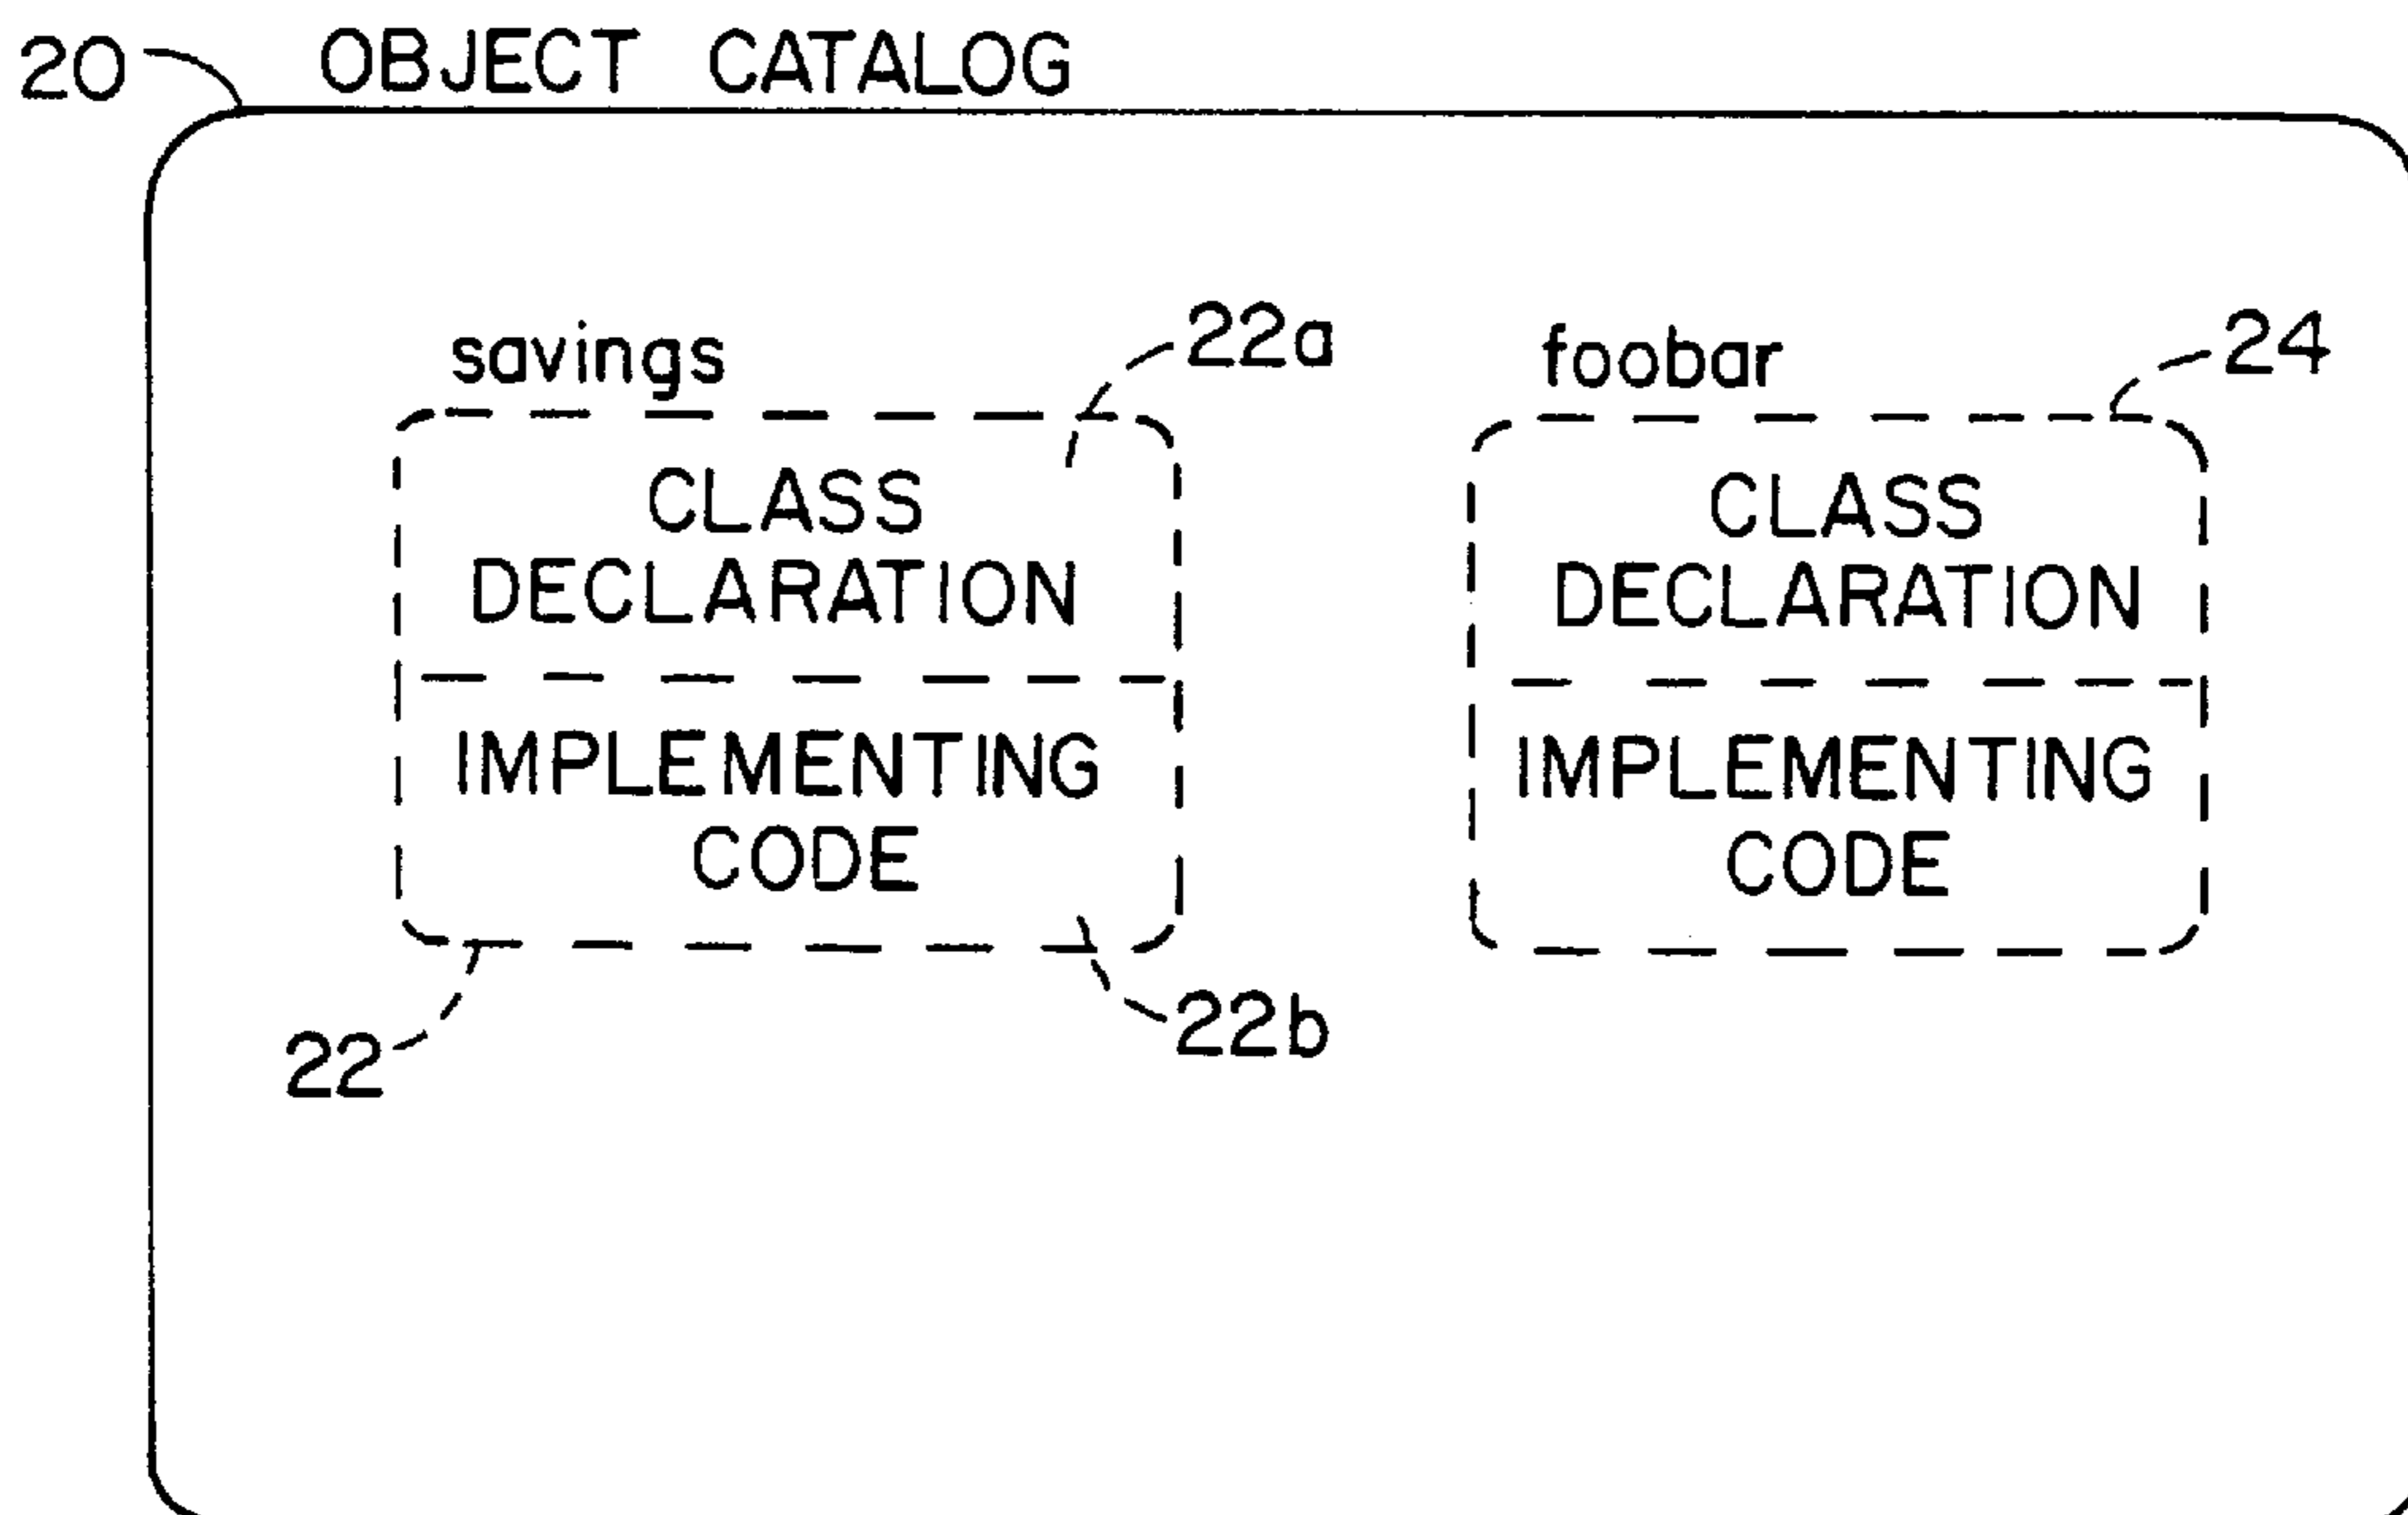 20 OBJECT CATALOG
savings 22a
CLASS
DECLARATION
IMPLEMENTING
CODE
22 22b
foobar 24
CLASS
DECLARATION
IMPLEMENTING
CODE